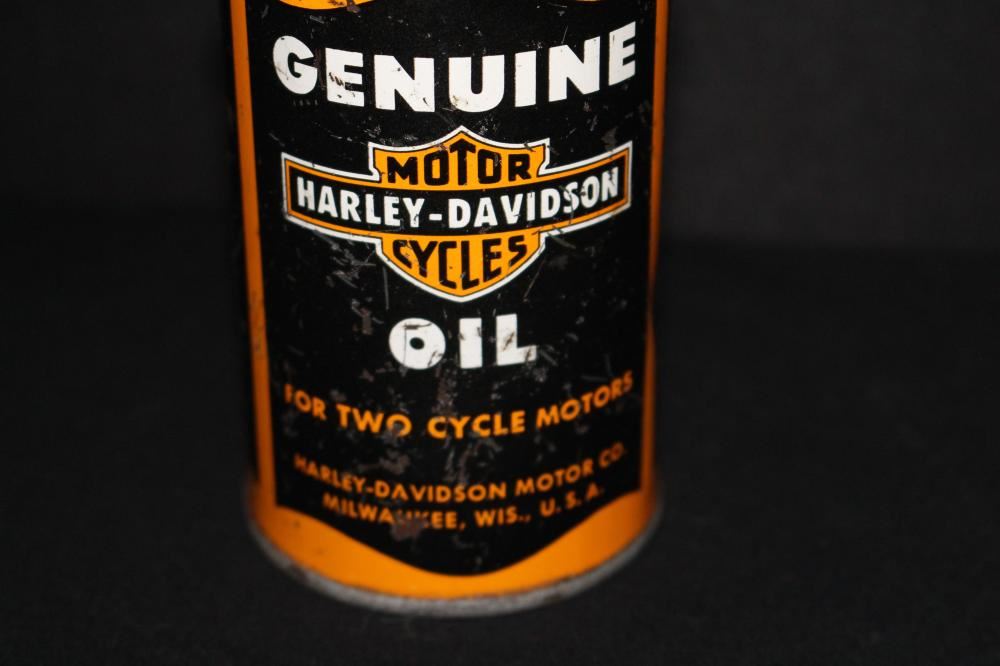 GENUINE
MOTOR
HARLEY-DAVIDSON
CYCLES
OIL
FOR TWO CYCLE MOTORS
HARLEY-DAVIDSON MOTOR CO.
MILWAUKEE, WIS., U.S.A.